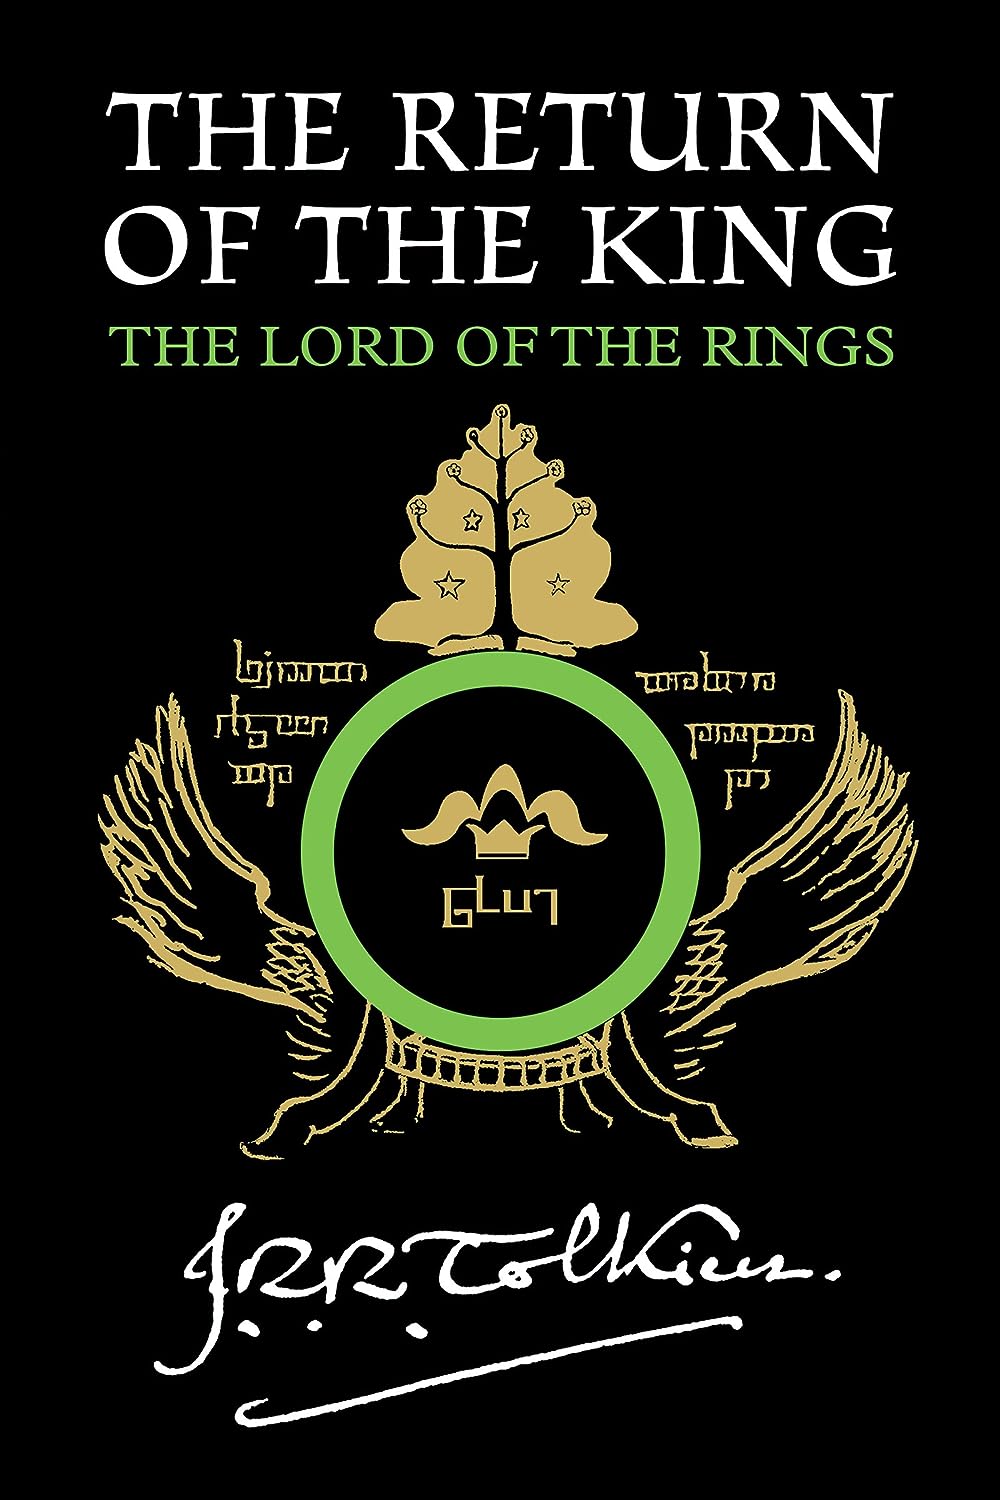 THE RETURN
OF THE KING
THE LORD OF THE RINGS
J.R.R. Tolkien.